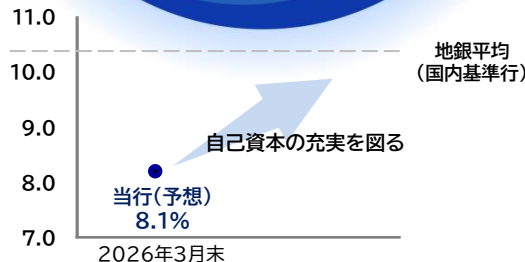 11.0
地銀平均
（国内基準行）
10.0
9.0
自己資本の充実を図る
8.0
当行(予想)
8.1%
7.0
2026年3月末